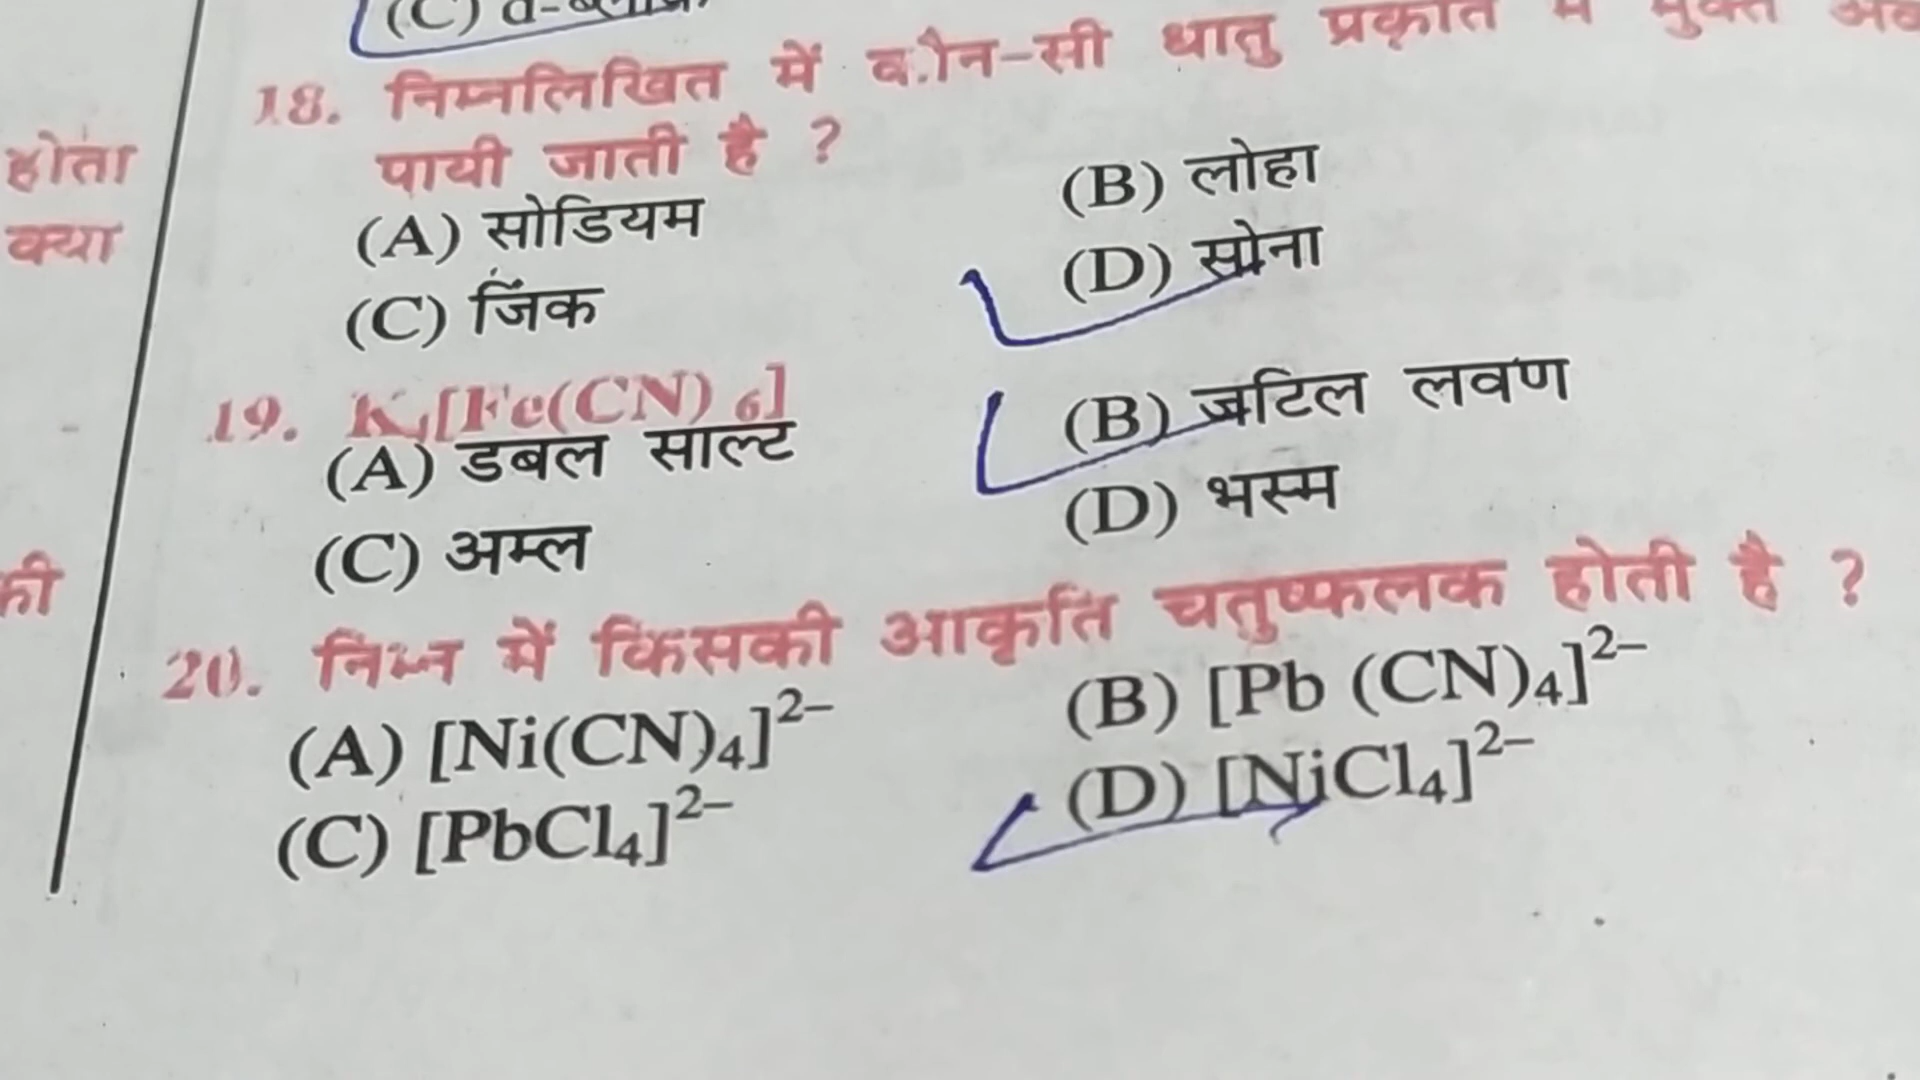 (C) d-ब्लॉक
18. निम्नलिखित में कौन-सी धातु प्रकृति में मुक्त
पायी जाती है ?
(A) सोडियम (B) लोहा
(C) जिंक (D) सोना
19. K4[Fe(CN) 6]
(A) डबल साल्ट (B) जटिल लवण
(C) अम्ल (D) भस्म
20. निम्न में किसकी आकृति चतुष्फलक होती है ?
(A) [Ni(CN)4]2– (B) [Pb (CN)4]2–
(C) [PbCl4]2– (D) [NiCl4]2–
होता
क्या
की